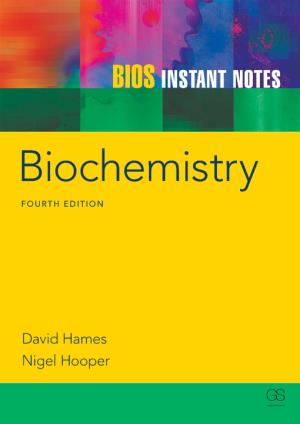 BIOS INSTANT NOTES
Biochemistry
FOURTH EDITION
David Hames
Nigel Hooper
GS